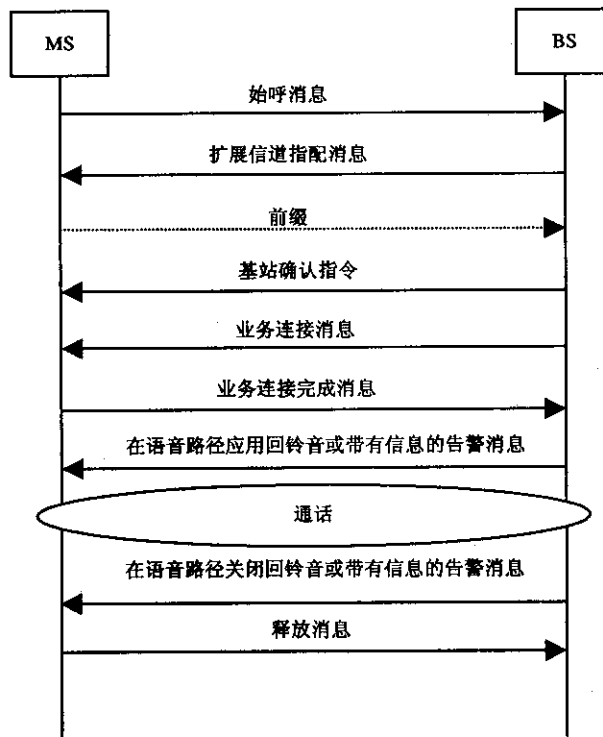 MS
BS
始呼消息
扩展信道指配消息
前缀
基站确认指令
业务连接消息
业务连接完成消息
在语音路径应用回铃音或带有信息的告警消息
通话
在语音路径关闭回铃音或带有信息的告警消息
释放消息